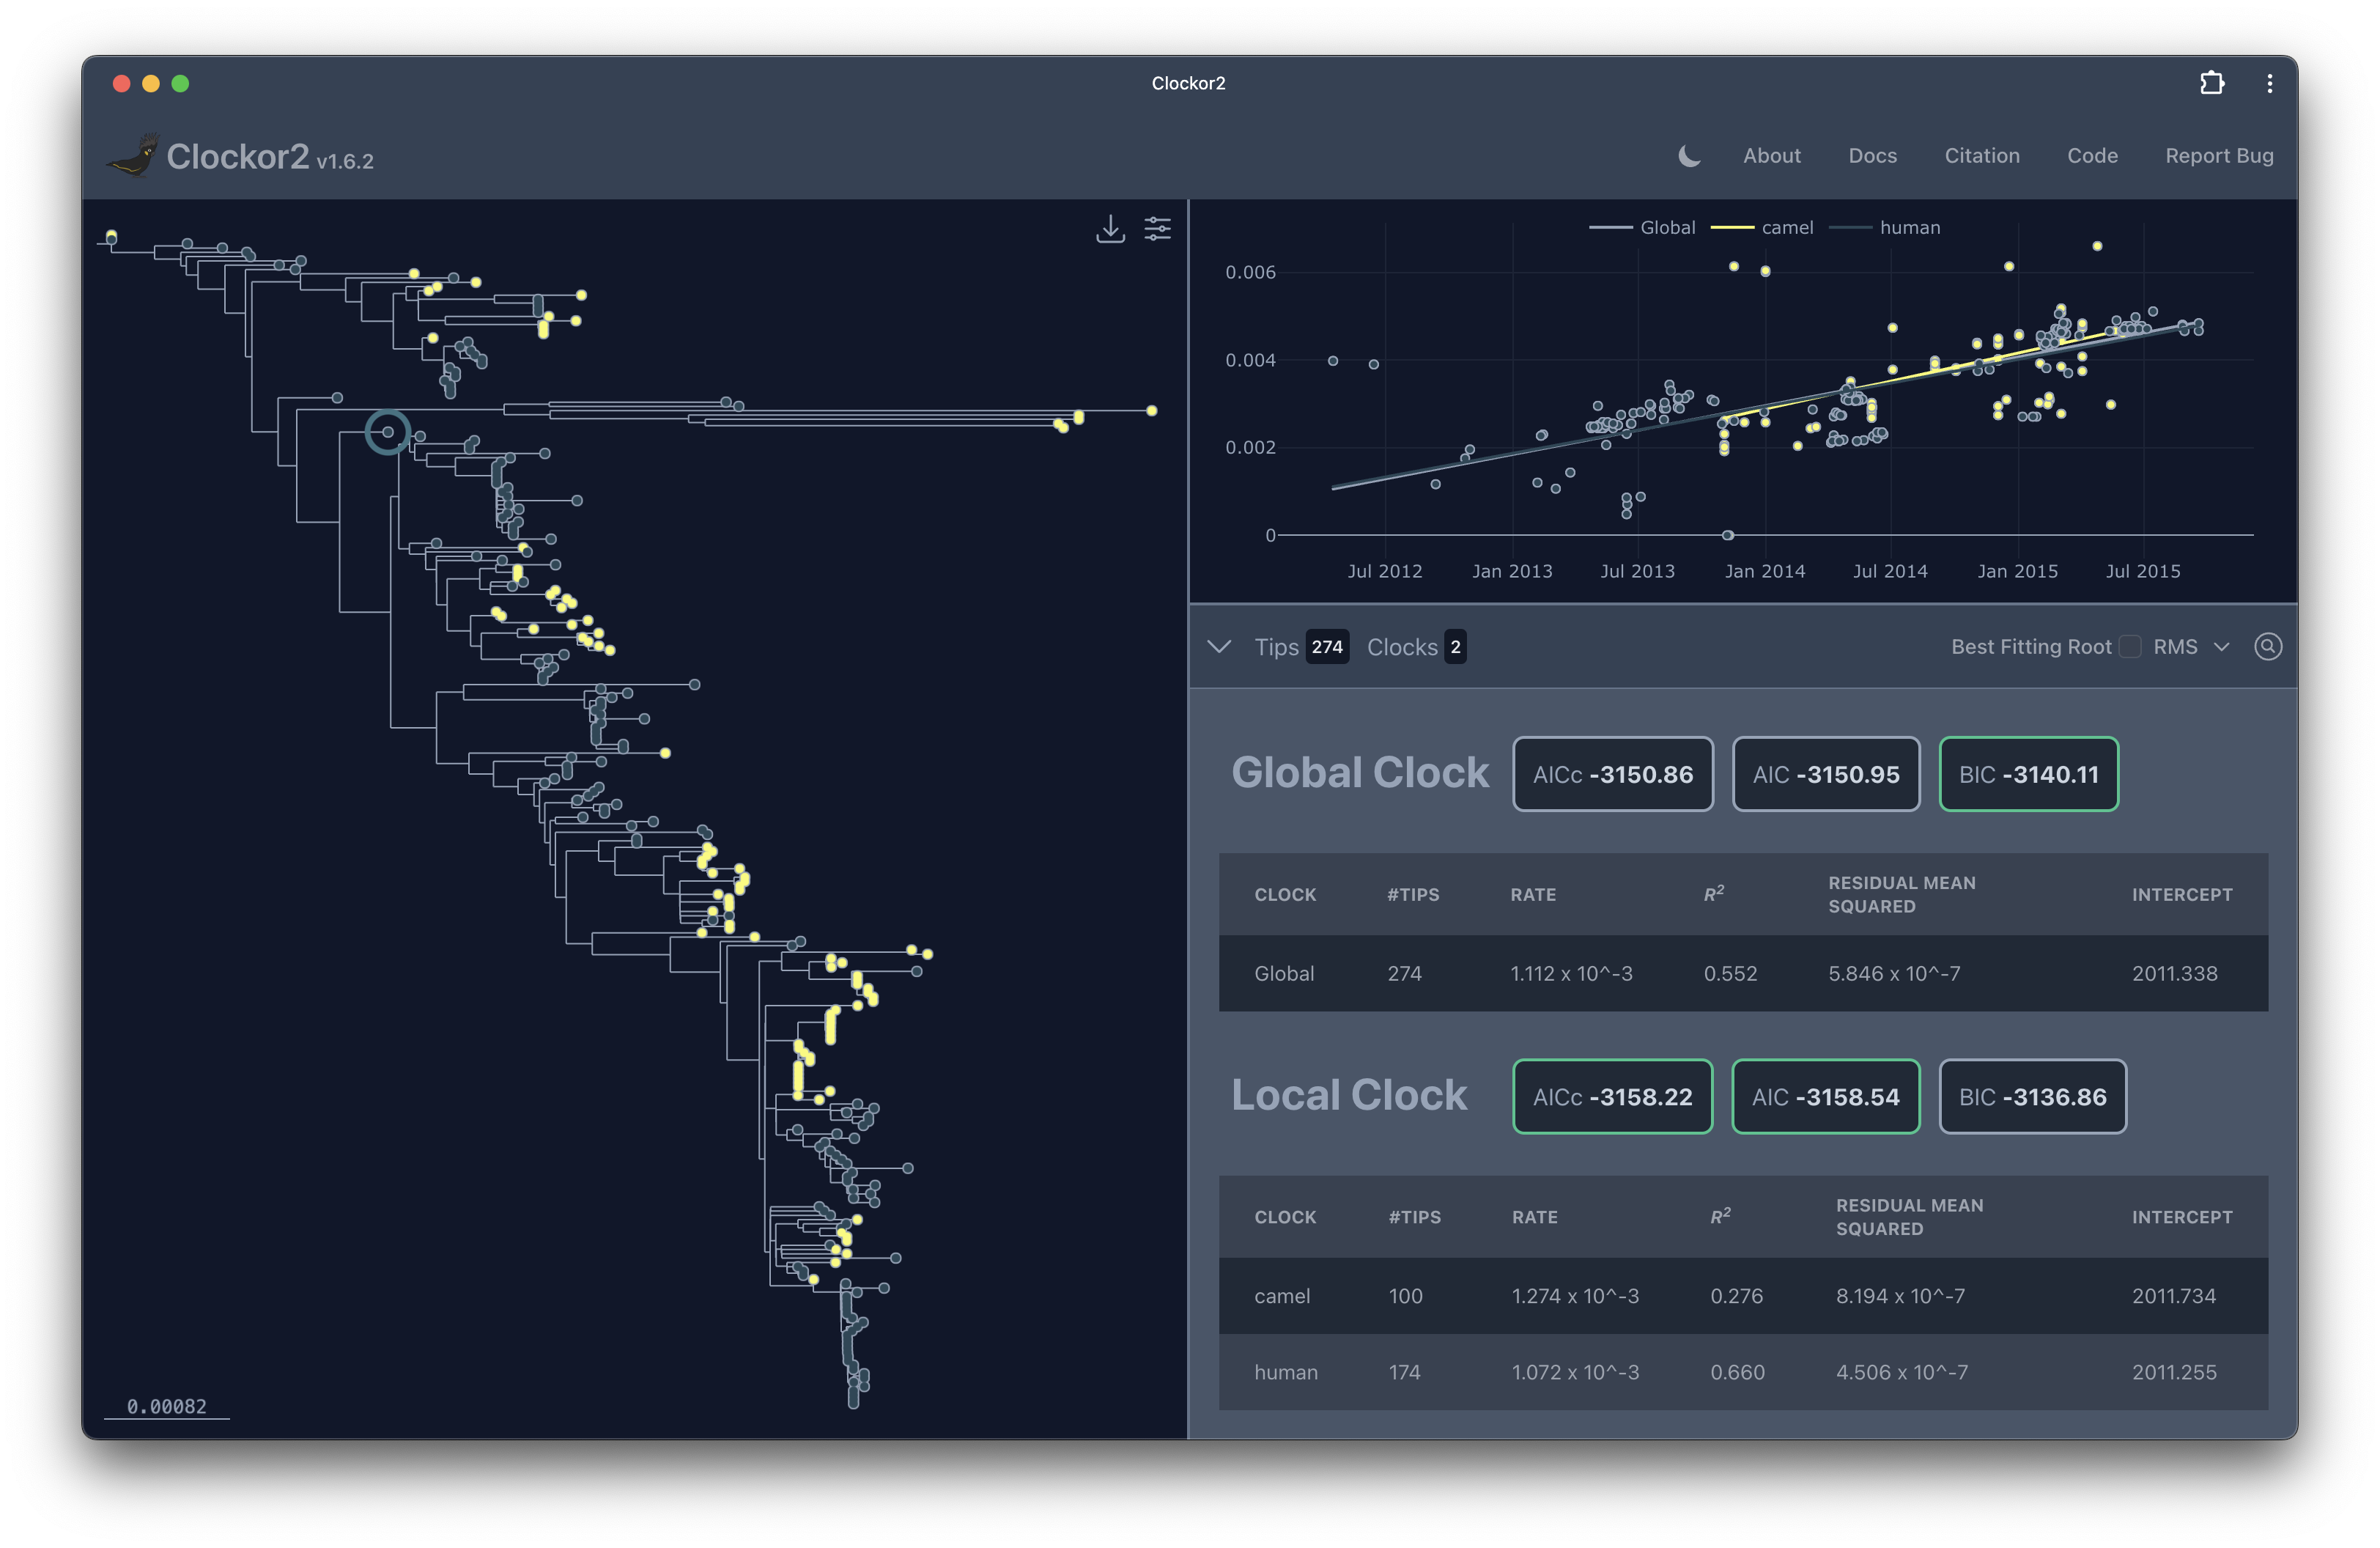 Clockor2
Clockor2 v1.6.2
About Docs Citation Code Report Bug
0.00082
Global camel human
0.006
0.004
0.002
0
Jul 2012 Jan 2013 Jul 2013 Jan 2014 Jul 2014 Jan 2015 Jul 2015
Tips 274 Clocks 2 Best Fitting Root RMS
Global Clock AICc -3150.86 AIC -3150.95 BIC -3140.11
CLOCK #TIPS RATE R² RESIDUAL MEAN SQUARED INTERCEPT
Global 274 1.112 x 10^-3 0.552 5.846 x 10^-7 2011.338
Local Clock AICc -3158.22 AIC -3158.54 BIC -3136.86
CLOCK #TIPS RATE R² RESIDUAL MEAN SQUARED INTERCEPT
camel 100 1.274 x 10^-3 0.276 8.194 x 10^-7 2011.734
human 174 1.072 x 10^-3 0.660 4.506 x 10^-7 2011.255